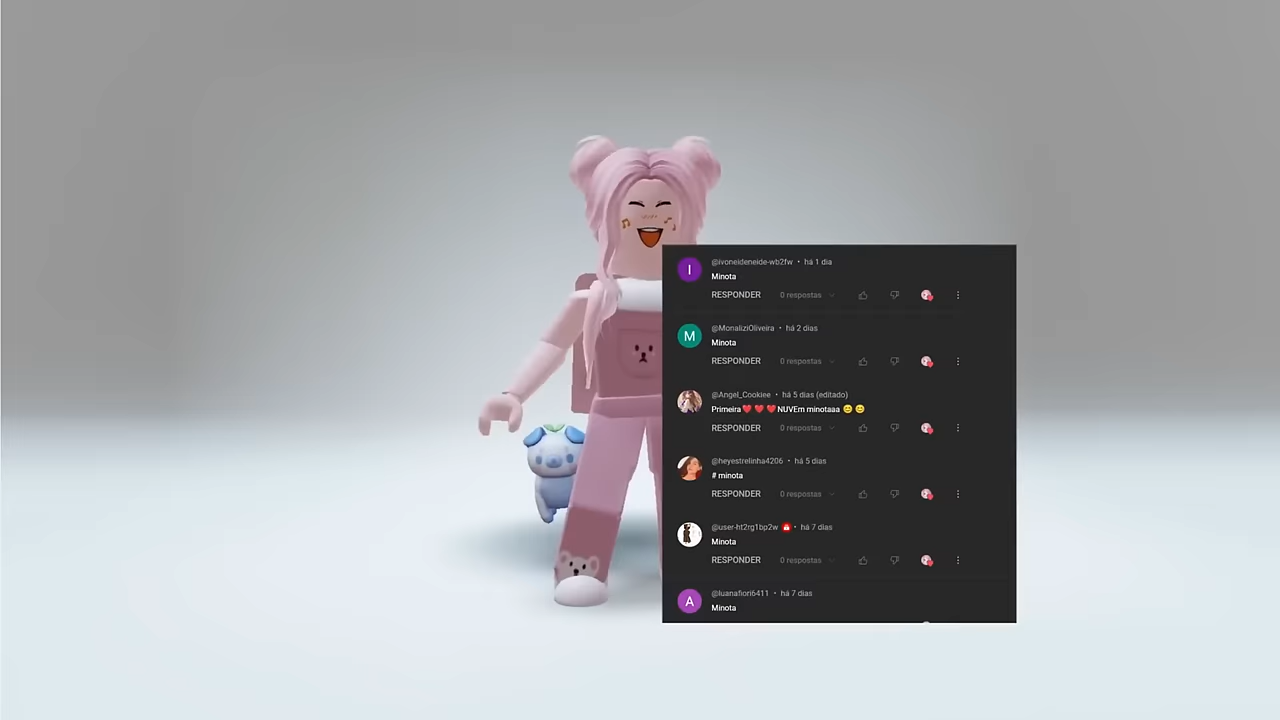 I
@ivoneideneide-wb2fw • há 1 dia
Minota
RESPONDER 0 respostas
M
@MonaliziOliveira • há 2 dias
Minota
RESPONDER 0 respostas
@Angel_Cookiee • há 5 dias (editado)
Primeira❤️ ❤️ ❤️NUVEm minotaaa 😊 😊
RESPONDER 0 respostas
@heyestrelinha4206 • há 5 dias
# minota
RESPONDER 0 respostas
@user-ht2rg1bp2w • há 7 dias
Minota
RESPONDER 0 respostas
A
@luanafiori6411 • há 7 dias
Minota